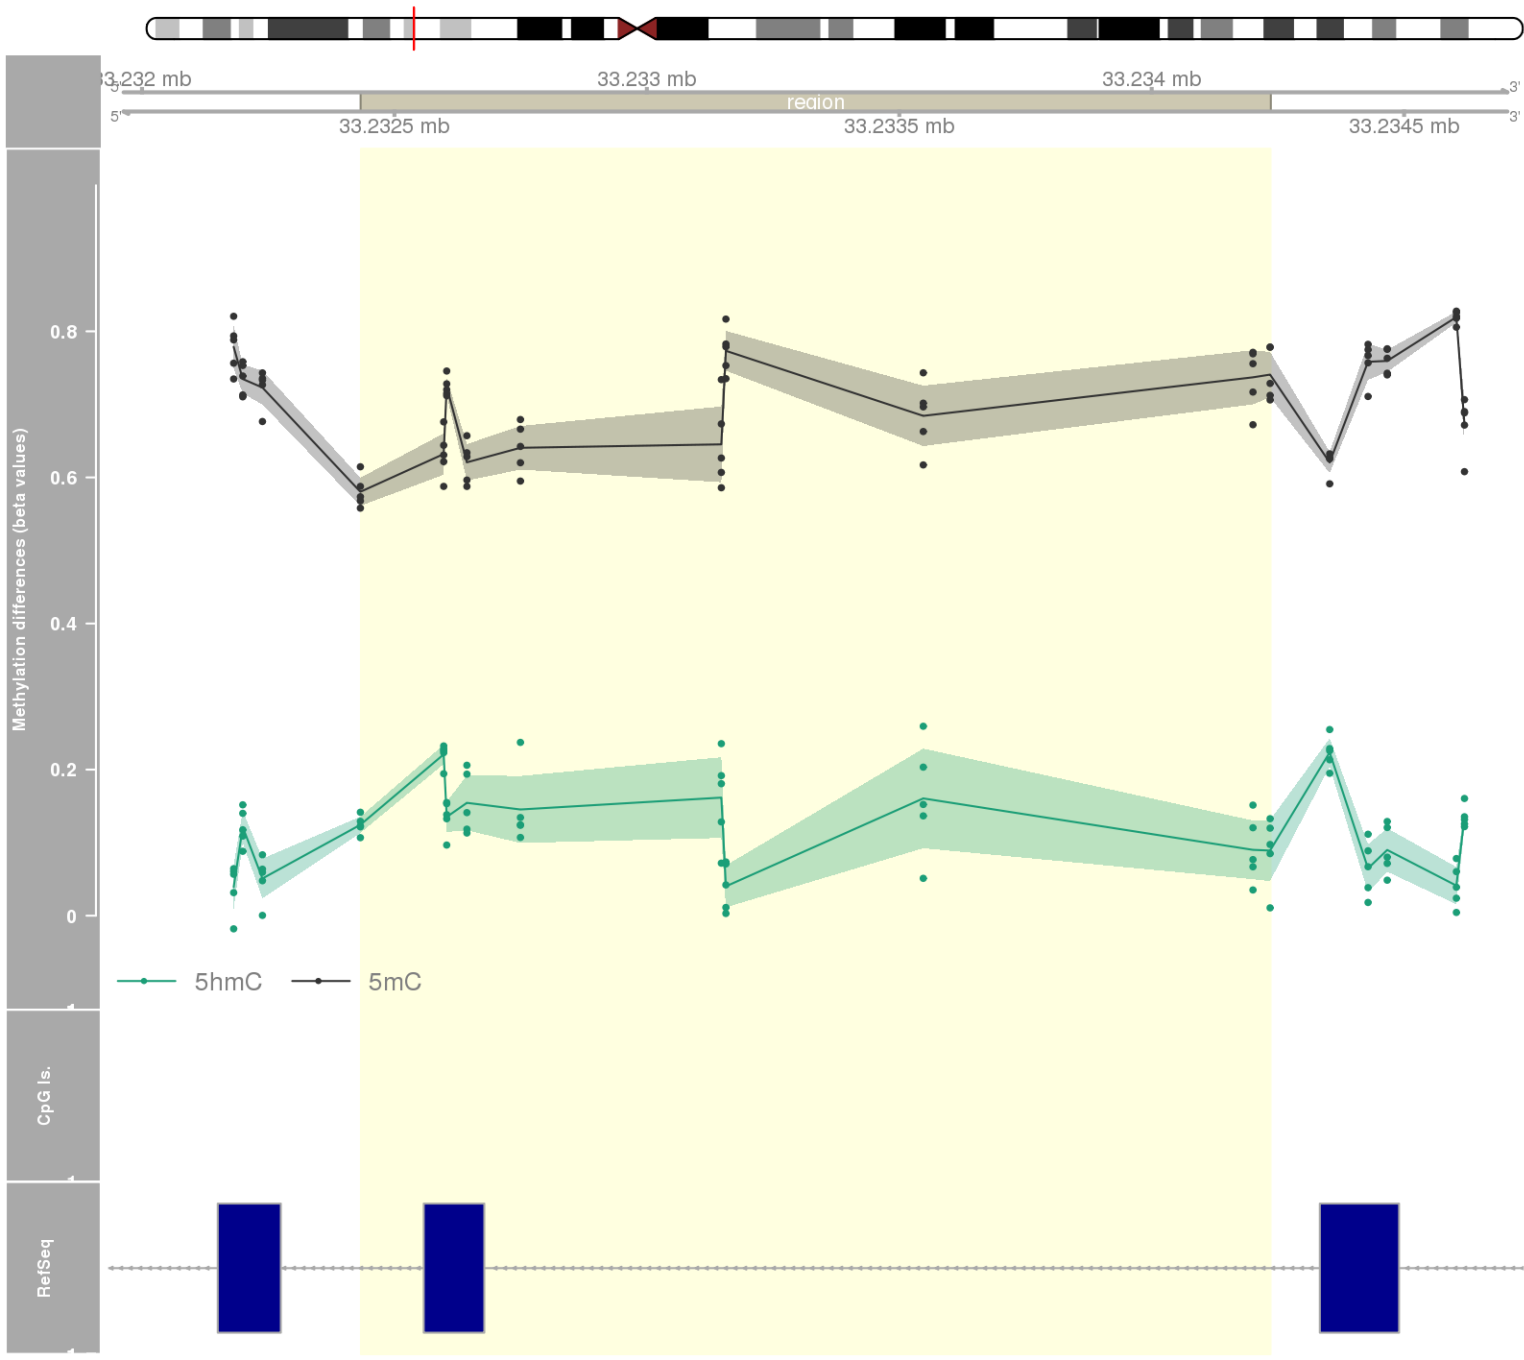 33.232 mb
33.233 mb
33.234 mb
5'
3'
region
5'
3'
33.2325 mb
33.2335 mb
33.2345 mb
Methylation differences (beta values)
0.8
0.6
0.4
0.2
0
5hmC
5mC
CpG Is.
RefSeq